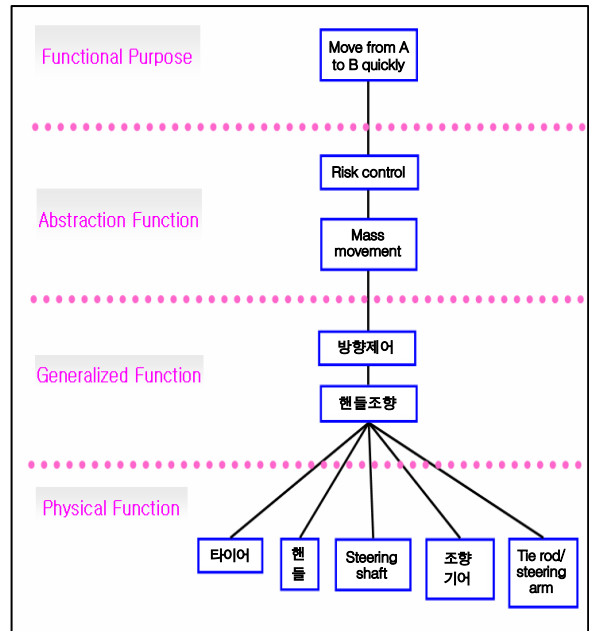 Functional Purpose
Move from A
to B quickly
Risk control
Abstraction Function
Mass
movement
방향제어
Generalized Function
핸들조향
Physical Function
타이어
핸
들
Steering
shaft
조향
기어
Tie rod/
steering
arm